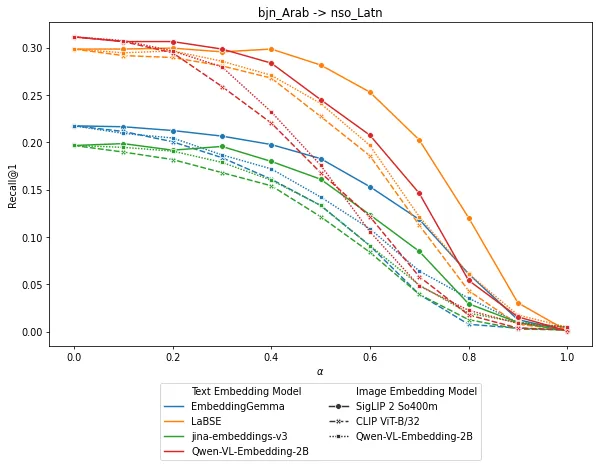 bjn_Arab -> nso_Latn
Recall@1
0.30
0.25
0.20
0.15
0.10
0.05
0.00
0.0 0.2 0.4 0.6 0.8 1.0
α
Text Embedding Model Image Embedding Model
EmbeddingGemma SigLIP 2 So400m
LaBSE CLIP ViT-B/32
jina-embeddings-v3 Qwen-VL-Embedding-2B
Qwen-VL-Embedding-2B